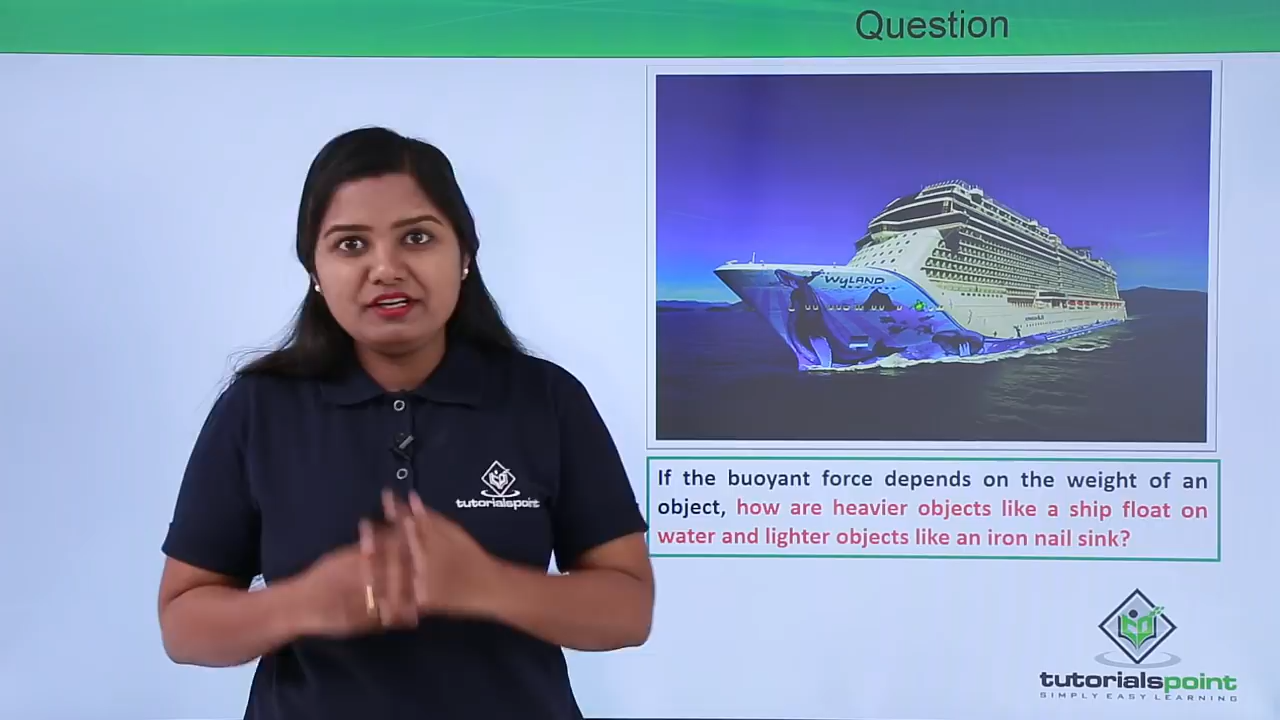 Question
WYLAND
If the buoyant force depends on the weight of an
object, how are heavier objects like a ship float on
water and lighter objects like an iron nail sink?
tutorialspoint
tutorialspoint
SIMPLY EASY LEARNING